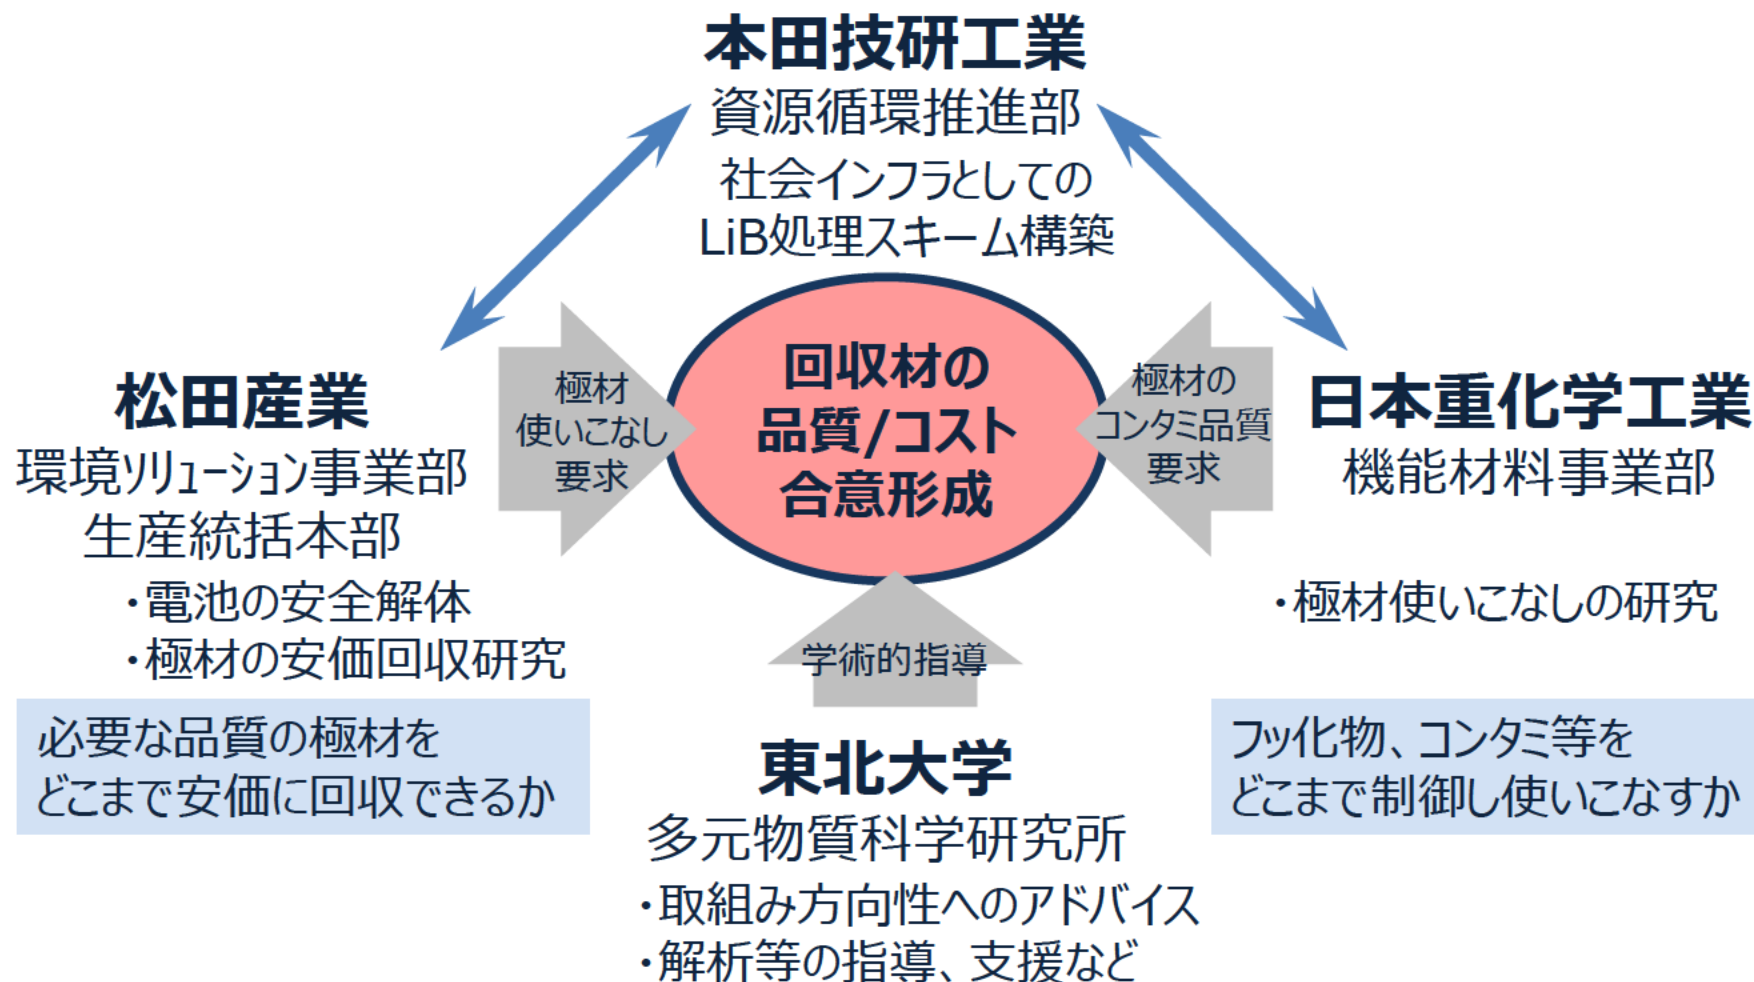 本田技研工業
資源循環推進部
社会インフラとしての
LiB処理スキーム構築
回収材の
品質/コスト
合意形成
極材
使いこなし
要求
極材の
コンタミ品質
要求
松田産業
環境ソリューション事業部
生産統括本部
・電池の安全解体
・極材の安価回収研究
必要な品質の極材を
どこまで安価に回収できるか
日本重化学工業
機能材料事業部
・極材使いこなしの研究
フッ化物、コンタミ等を
どこまで制御し使いこなすか
学術的指導
東北大学
多元物質科学研究所
・取組み方向性へのアドバイス
・解析等の指導、支援など